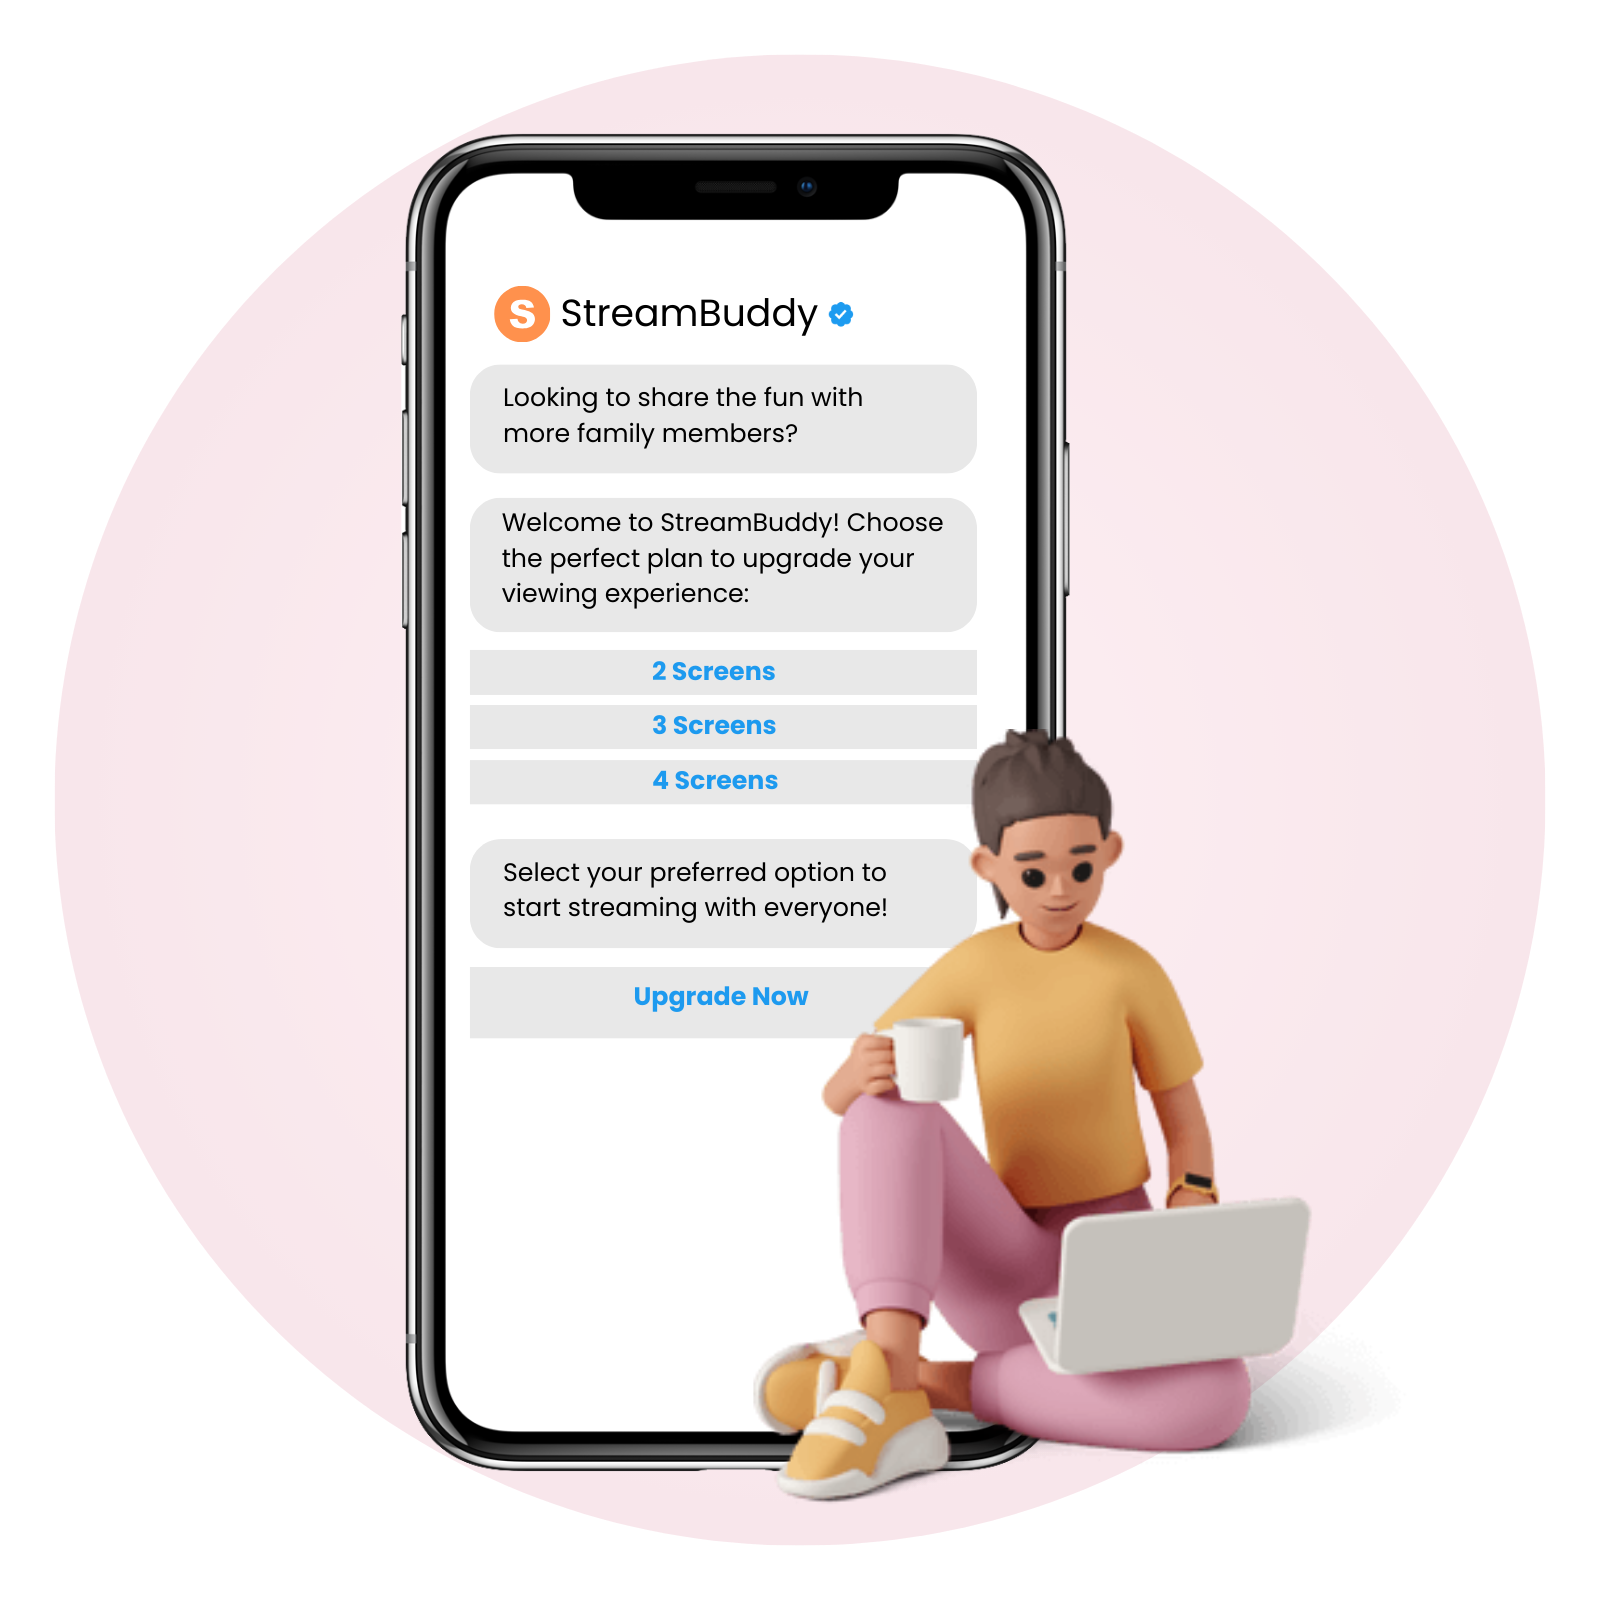 S StreamBuddy
Looking to share the fun with
more family members?
Welcome to StreamBuddy! Choose
the perfect plan to upgrade your
viewing experience:
2 Screens
3 Screens
4 Screens
Select your preferred option to
start streaming with everyone!
Upgrade Now